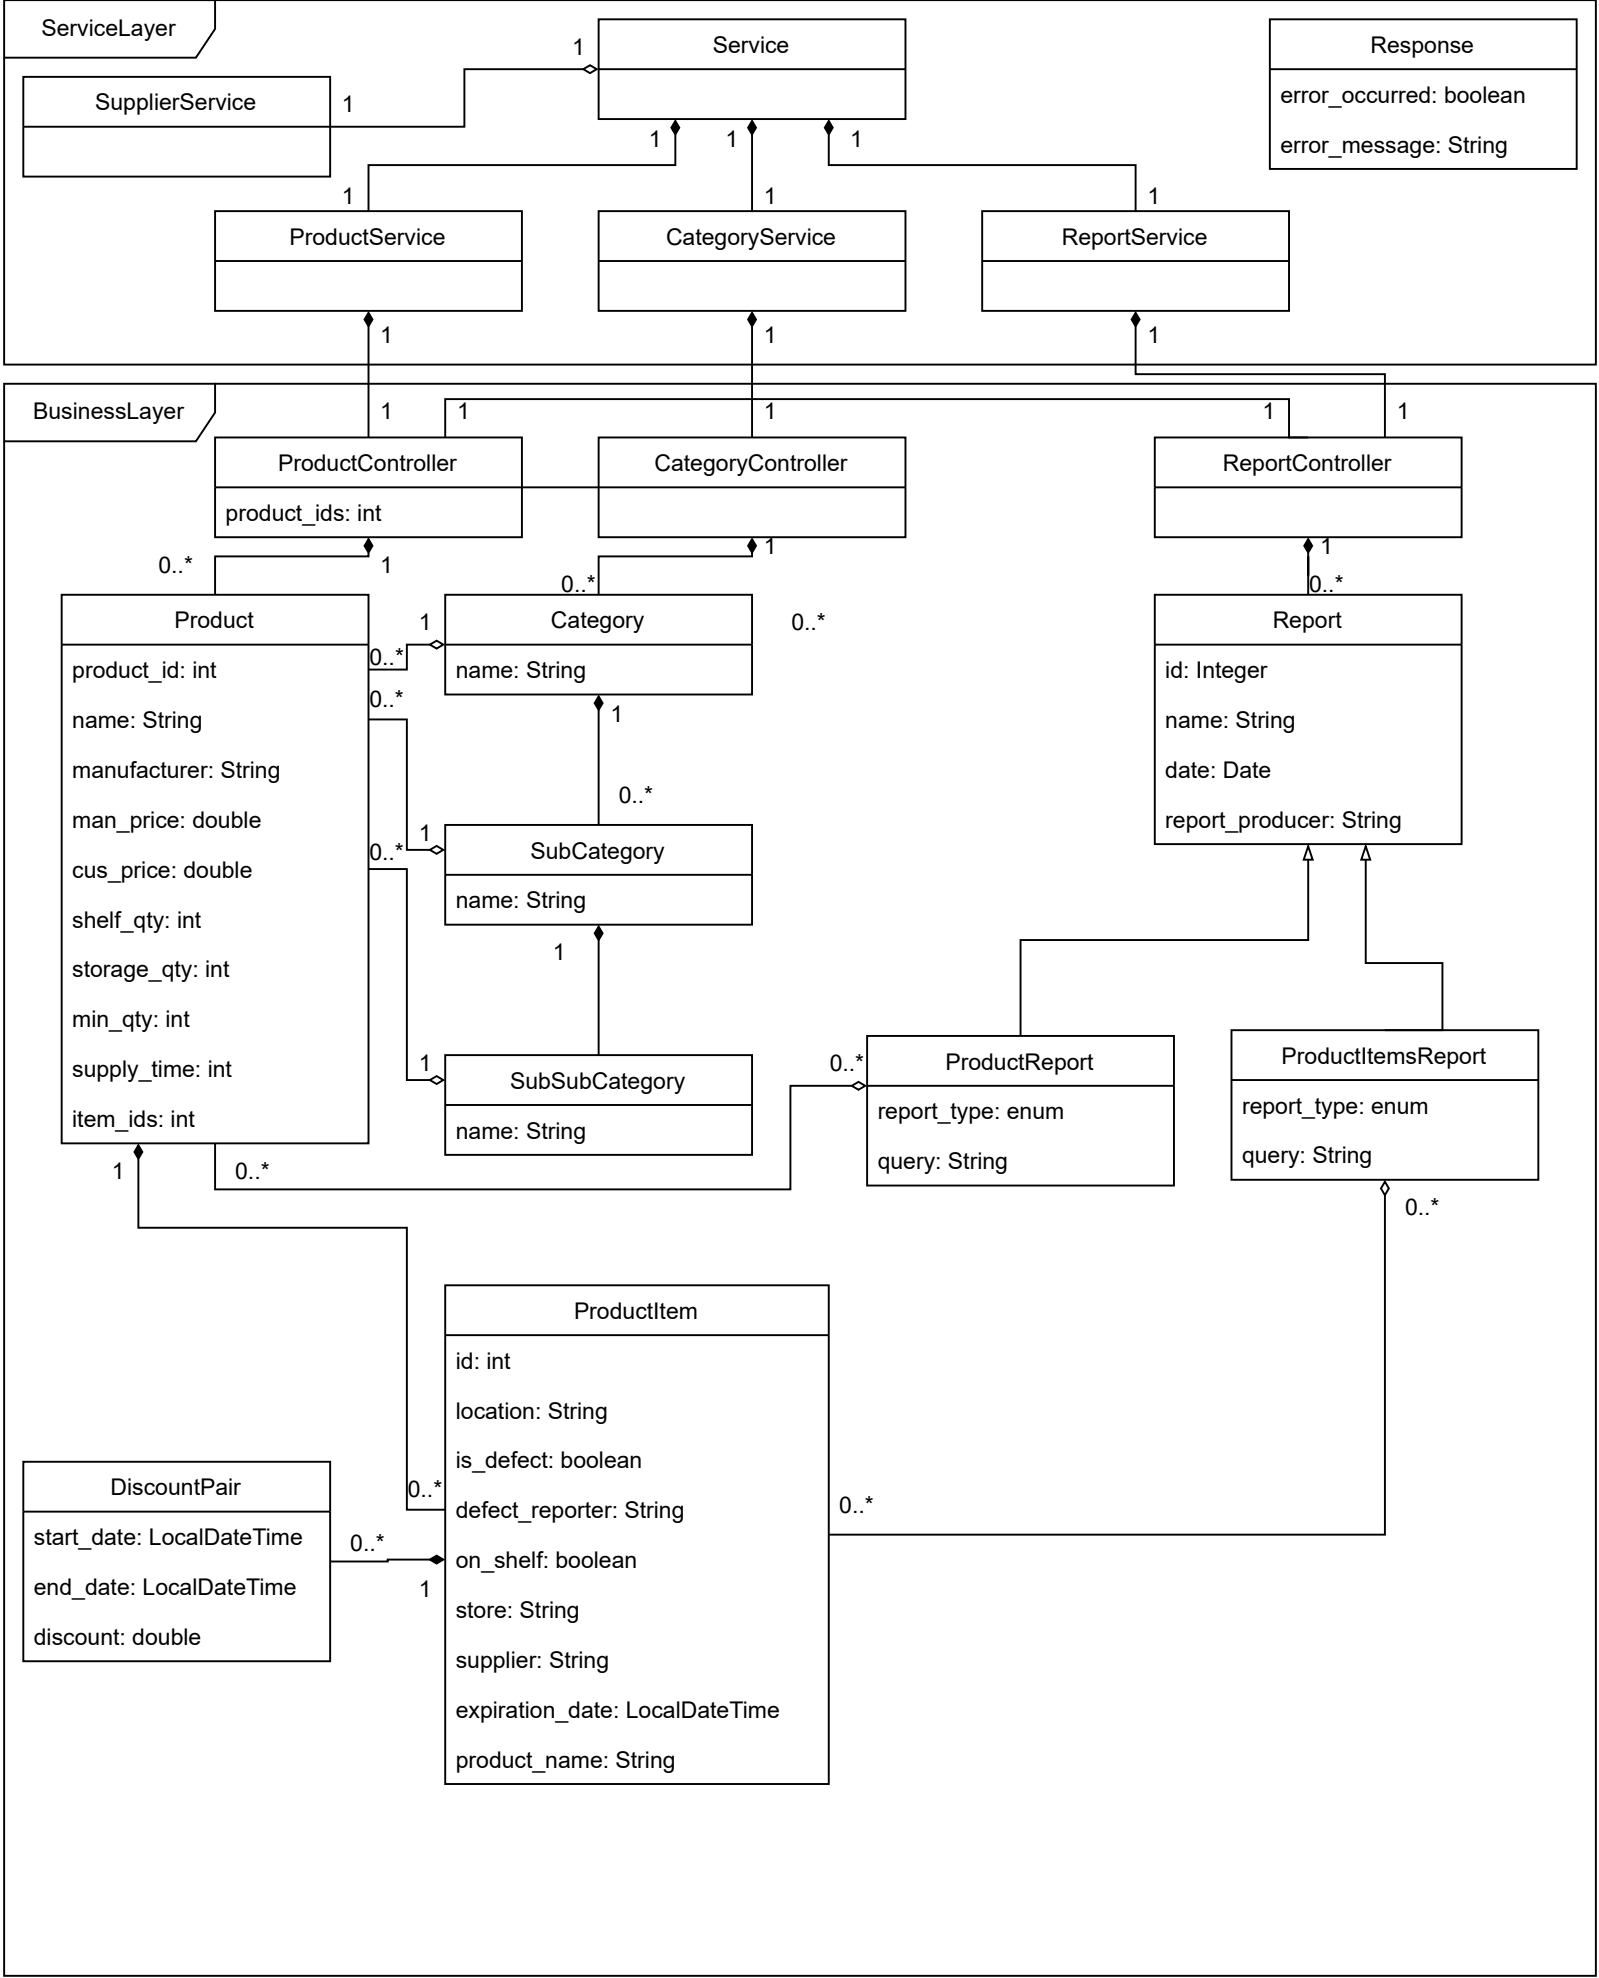 ServiceLayer
Service
Response
error_occurred: boolean
error_message: String
1
SupplierService
1
1
1
1
1
1
1
ProductService
CategoryService
ReportService
1
1
1
BusinessLayer
1
1
1
1
1
ProductController
product_ids: int
CategoryController
ReportController
0..*
1
1
0..*
1
0..*
Product
product_id: int
name: String
manufacturer: String
man_price: double
cus_price: double
shelf_qty: int
storage_qty: int
min_qty: int
supply_time: int
item_ids: int
1
0..*
0..*
Category
name: String
0..*
1
0..*
1
0..*
SubCategory
name: String
1
1
SubSubCategory
name: String
Report
id: Integer
name: String
date: Date
report_producer: String
0..*
ProductReport
report_type: enum
query: String
ProductItemsReport
report_type: enum
query: String
1
0..*
0..*
ProductItem
id: int
location: String
is_defect: boolean
defect_reporter: String
on_shelf: boolean
store: String
supplier: String
expiration_date: LocalDateTime
product_name: String
0..*
0..*
DiscountPair
start_date: LocalDateTime
end_date: LocalDateTime
discount: double
0..*
1